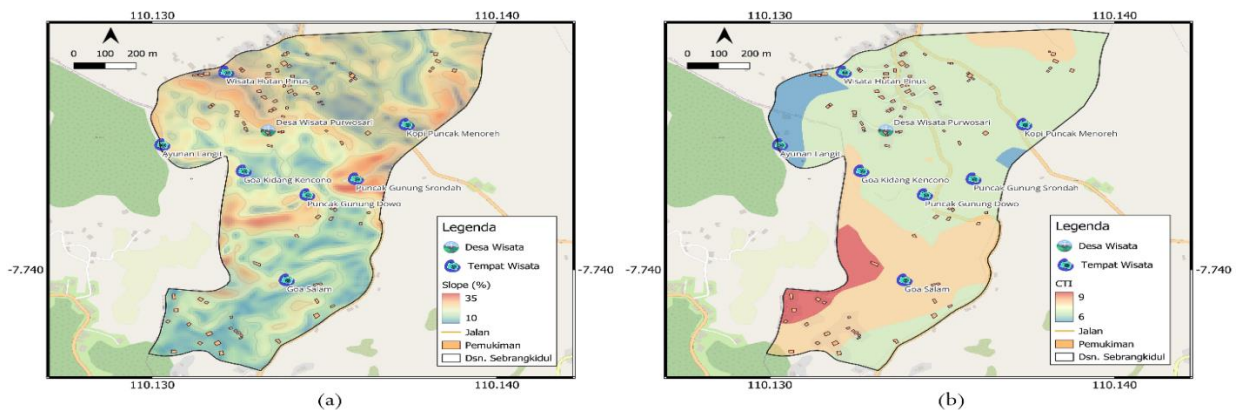 110.130
110.140
0 100 200 m
Wisata Hutan Pinus
Desa Wisata Purwosari
Kopi Puncak Menoreh
Ayunan Langit
Goa Kidang Kencono
Puncak Gunung Srondah
Puncak Gunung Dowo
Goa Salam
-7.740
Legenda
Desa Wisata
Tempat Wisata
Slope (%)
35
10
Jalan
Pemukiman
Dsn. Sebrangkidul
110.130
110.140
(a)
110.130
110.140
0 100 200 m
Wisata Hutan Pinus
Desa Wisata Purwosari
Kopi Puncak Menoreh
Ayunan Langit
Goa Kidang Kencono
Puncak Gunung Srondah
Puncak Gunung Dowo
Goa Salam
-7.740
-7.740
Legenda
Desa Wisata
Tempat Wisata
CTI
9
6
Jalan
Pemukiman
Dsn. Sebrangkidul
110.130
110.140
(b)